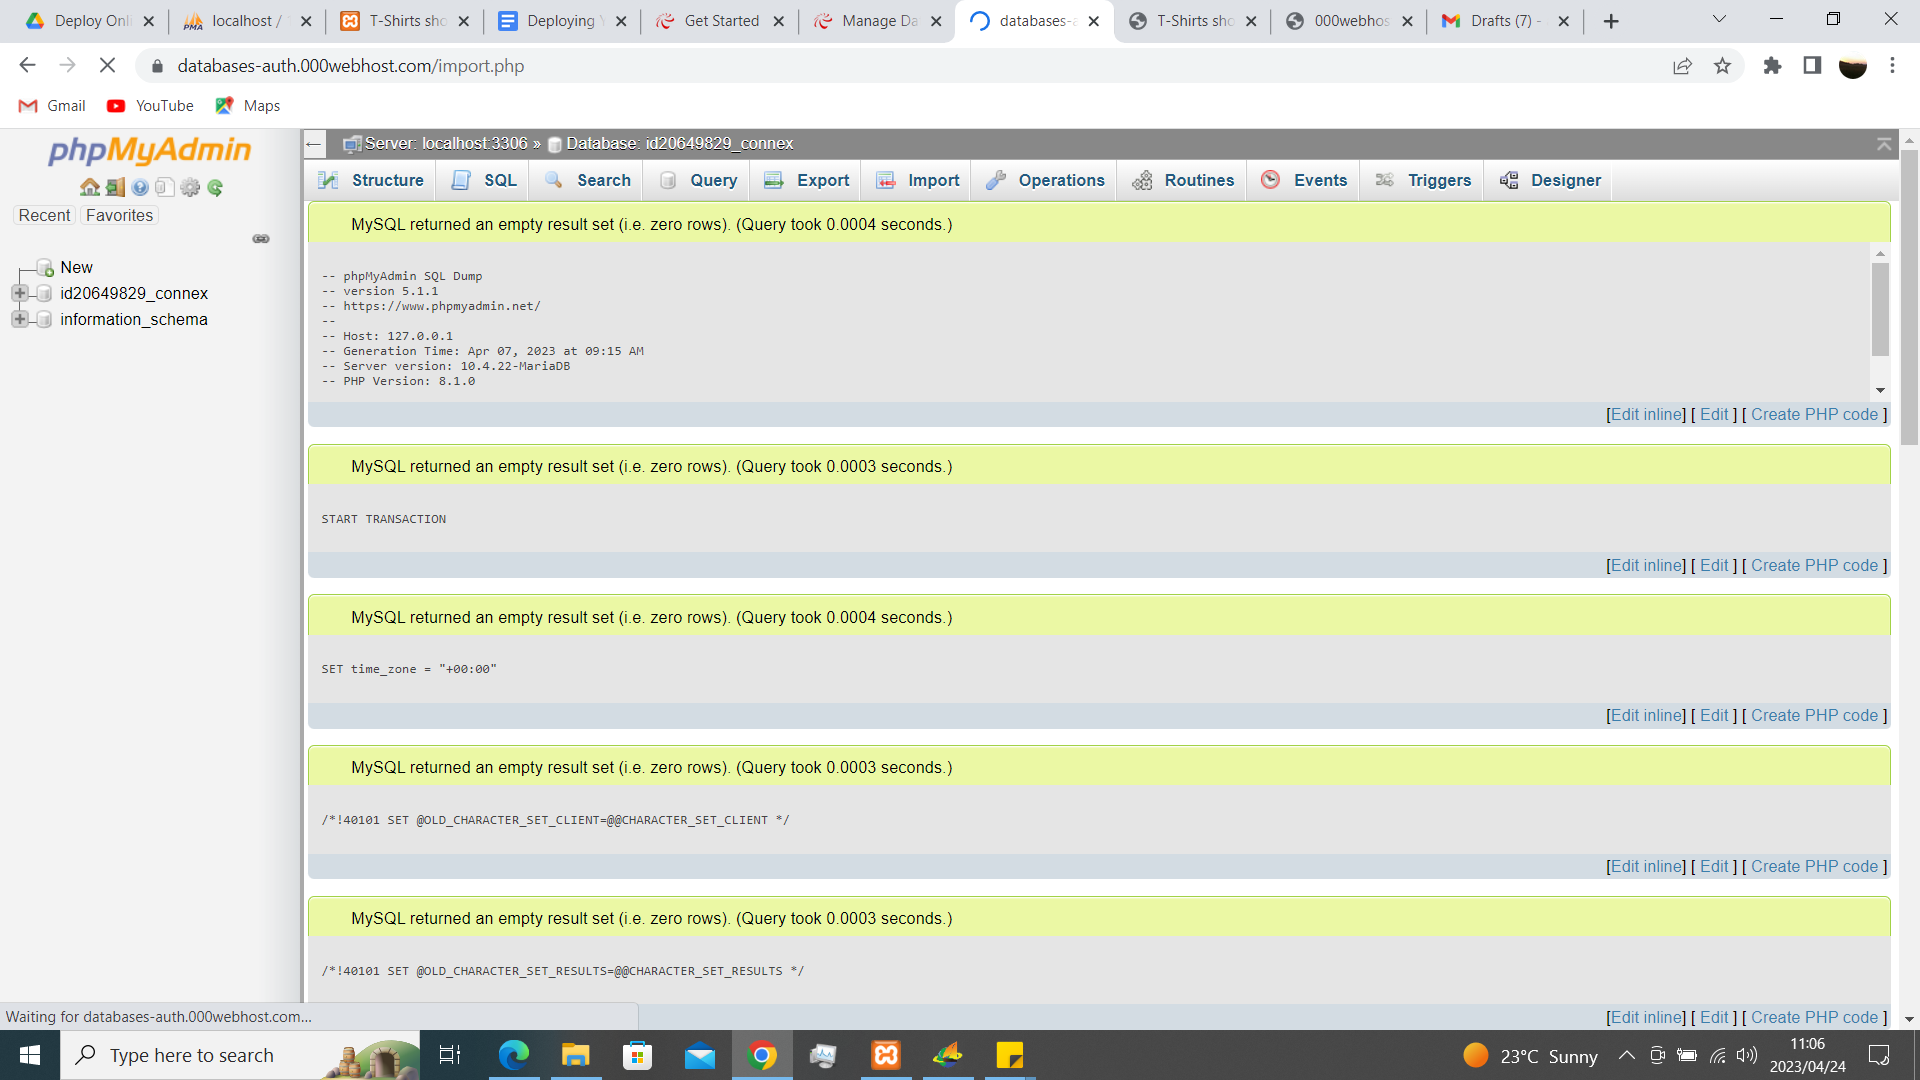 Deploy Onli
localhost /
T-Shirts sho
Deploying Y
Get Started
Manage Da
databases-a
T-Shirts sho
000webhos
Drafts (7) -
databases-auth.000webhost.com/import.php
Gmail
YouTube
Maps
phpMyAdmin
Recent
Favorites
New
id20649829_connex
information_schema
Server: localhost:3306 » Database: id20649829_connex
Structure
SQL
Search
Query
Export
Import
Operations
Routines
Events
Triggers
Designer
MySQL returned an empty result set (i.e. zero rows). (Query took 0.0004 seconds.)
-- phpMyAdmin SQL Dump
-- version 5.1.1
-- https://www.phpmyadmin.net/
--
-- Host: 127.0.0.1
-- Generation Time: Apr 07, 2023 at 09:15 AM
-- Server version: 10.4.22-MariaDB
-- PHP Version: 8.1.0
[Edit inline] [ Edit ] [ Create PHP code ]
MySQL returned an empty result set (i.e. zero rows). (Query took 0.0003 seconds.)
START TRANSACTION
[Edit inline] [ Edit ] [ Create PHP code ]
MySQL returned an empty result set (i.e. zero rows). (Query took 0.0004 seconds.)
SET time_zone = "+00:00"
[Edit inline] [ Edit ] [ Create PHP code ]
MySQL returned an empty result set (i.e. zero rows). (Query took 0.0003 seconds.)
/*!40101 SET @OLD_CHARACTER_SET_CLIENT=@@CHARACTER_SET_CLIENT */
[Edit inline] [ Edit ] [ Create PHP code ]
MySQL returned an empty result set (i.e. zero rows). (Query took 0.0003 seconds.)
/*!40101 SET @OLD_CHARACTER_SET_RESULTS=@@CHARACTER_SET_RESULTS */
[Edit inline] [ Edit ] [ Create PHP code ]
Waiting for databases-auth.000webhost.com...
Type here to search
23°C Sunny
11:06
2023/04/24